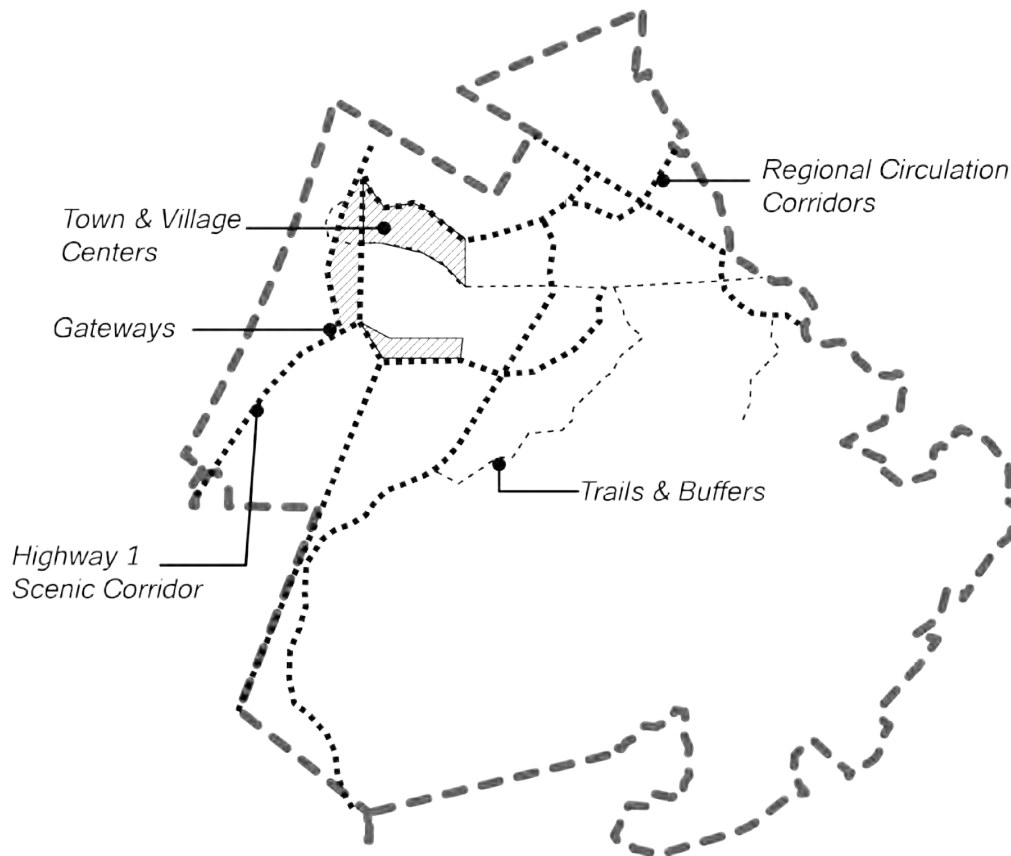 Regional Circulation
Corridors
Town & Village
Centers
Gateways
Trails & Buffers
Highway 1
Scenic Corridor